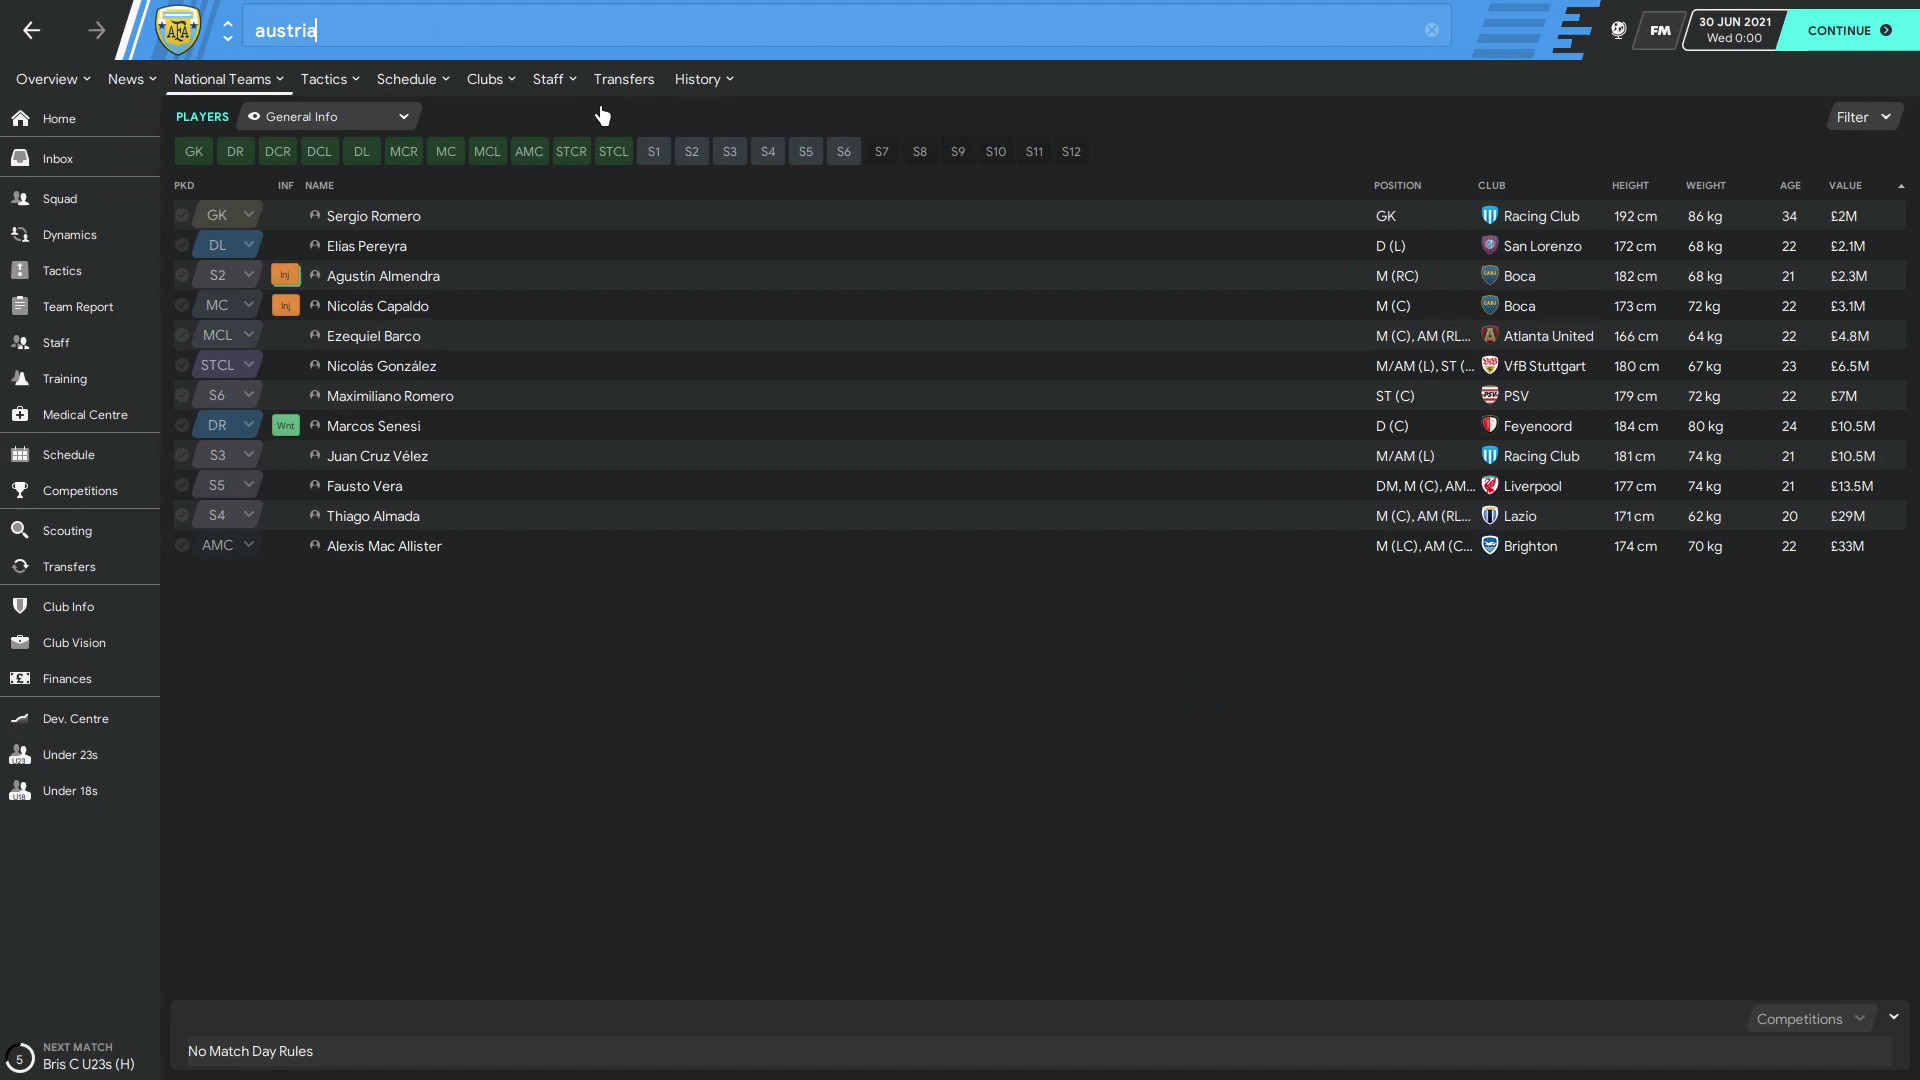 austria
FM
30 JUN 2021
Wed 0:00
CONTINUE
Overview News National Teams Tactics Schedule Clubs Staff Transfers History
Home
Inbox
Squad
Dynamics
Tactics
Team Report
Staff
Training
Medical Centre
Schedule
Competitions
Scouting
Transfers
Club Info
Club Vision
Finances
Dev. Centre
Under 23s
Under 18s
NEXT MATCH
5 Bris C U23s (H)
PLAYERS General Info Filter
GK DR DCR DCL DL MCR MC MCL AMC STCR STCL S1 S2 S3 S4 S5 S6 S7 S8 S9 S10 S11 S12
PKD INF NAME POSITION CLUB HEIGHT WEIGHT AGE VALUE
GK Sergio Romero GK Racing Club 192 cm 86 kg 34 £2M
DL Elías Pereyra D (L) San Lorenzo 172 cm 68 kg 22 £2.1M
S2 Inj Agustín Almendra M (RC) Boca 182 cm 68 kg 21 £2.3M
MC Inj Nicolás Capaldo M (C) Boca 173 cm 72 kg 22 £3.1M
MCL Ezequiel Barco M (C), AM (RL... Atlanta United 166 cm 64 kg 22 £4.8M
STCL Nicolás González M/AM (L), ST (... VfB Stuttgart 180 cm 67 kg 23 £6.5M
S6 Maximiliano Romero ST (C) PSV 179 cm 72 kg 22 £7M
DR Wnt Marcos Senesi D (C) Feyenoord 184 cm 80 kg 24 £10.5M
S3 Juan Cruz Vélez M/AM (L) Racing Club 181 cm 74 kg 21 £10.5M
S5 Fausto Vera DM, M (C), AM... Liverpool 177 cm 74 kg 21 £13.5M
S4 Thiago Almada M (C), AM (RL... Lazio 171 cm 62 kg 20 £29M
AMC Alexis Mac Allister M (LC), AM (C... Brighton 174 cm 70 kg 22 £33M
Competitions
No Match Day Rules